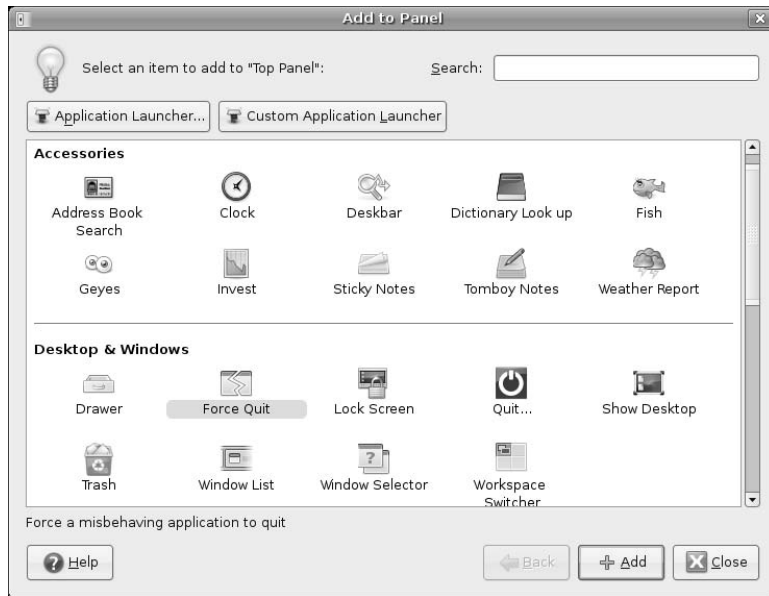 Add to Panel
Select an item to add to "Top Panel":
Search:
Application Launcher...
Custom Application Launcher
Accessories
Address Book
Search
Clock
Deskbar
Dictionary Look up
Fish
Geyes
Invest
Sticky Notes
Tomboy Notes
Weather Report
Desktop & Windows
Drawer
Force Quit
Lock Screen
Quit...
Show Desktop
Trash
Window List
Window Selector
Workspace
Switcher
Force a misbehaving application to quit
Help
Back
Add
Close